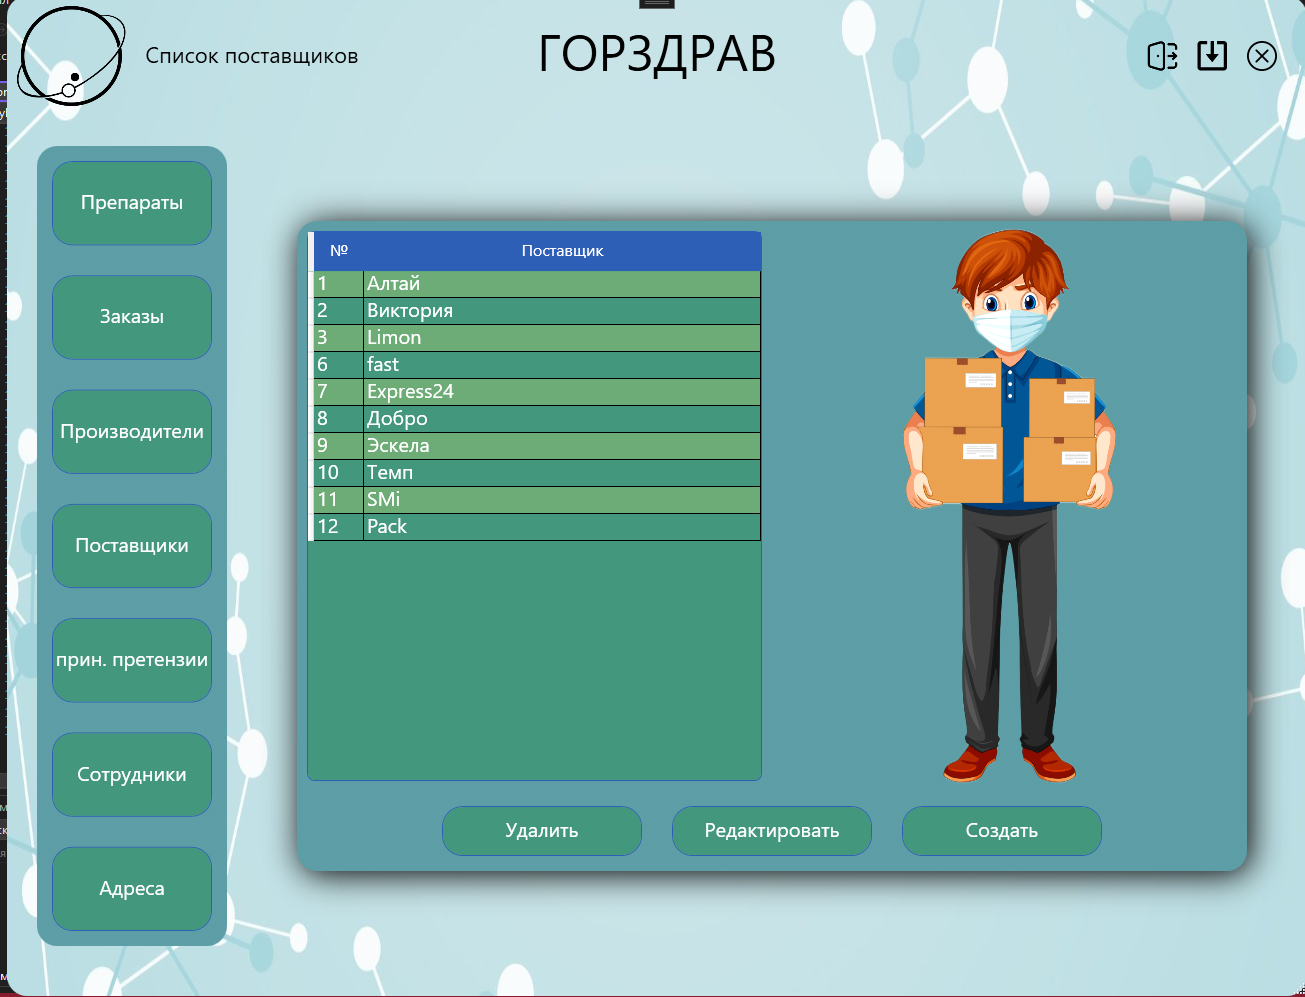 Список поставщиков
ГОРЗДРАВ
Препараты
Заказы
Производители
Поставщики
прин. претензии
Сотрудники
Адреса
№ Поставщик
1 Алтай
2 Виктория
3 Limon
6 fast
7 Express24
8 Добро
9 Эскела
10 Темп
11 SMi
12 Pack
Удалить
Редактировать
Создать